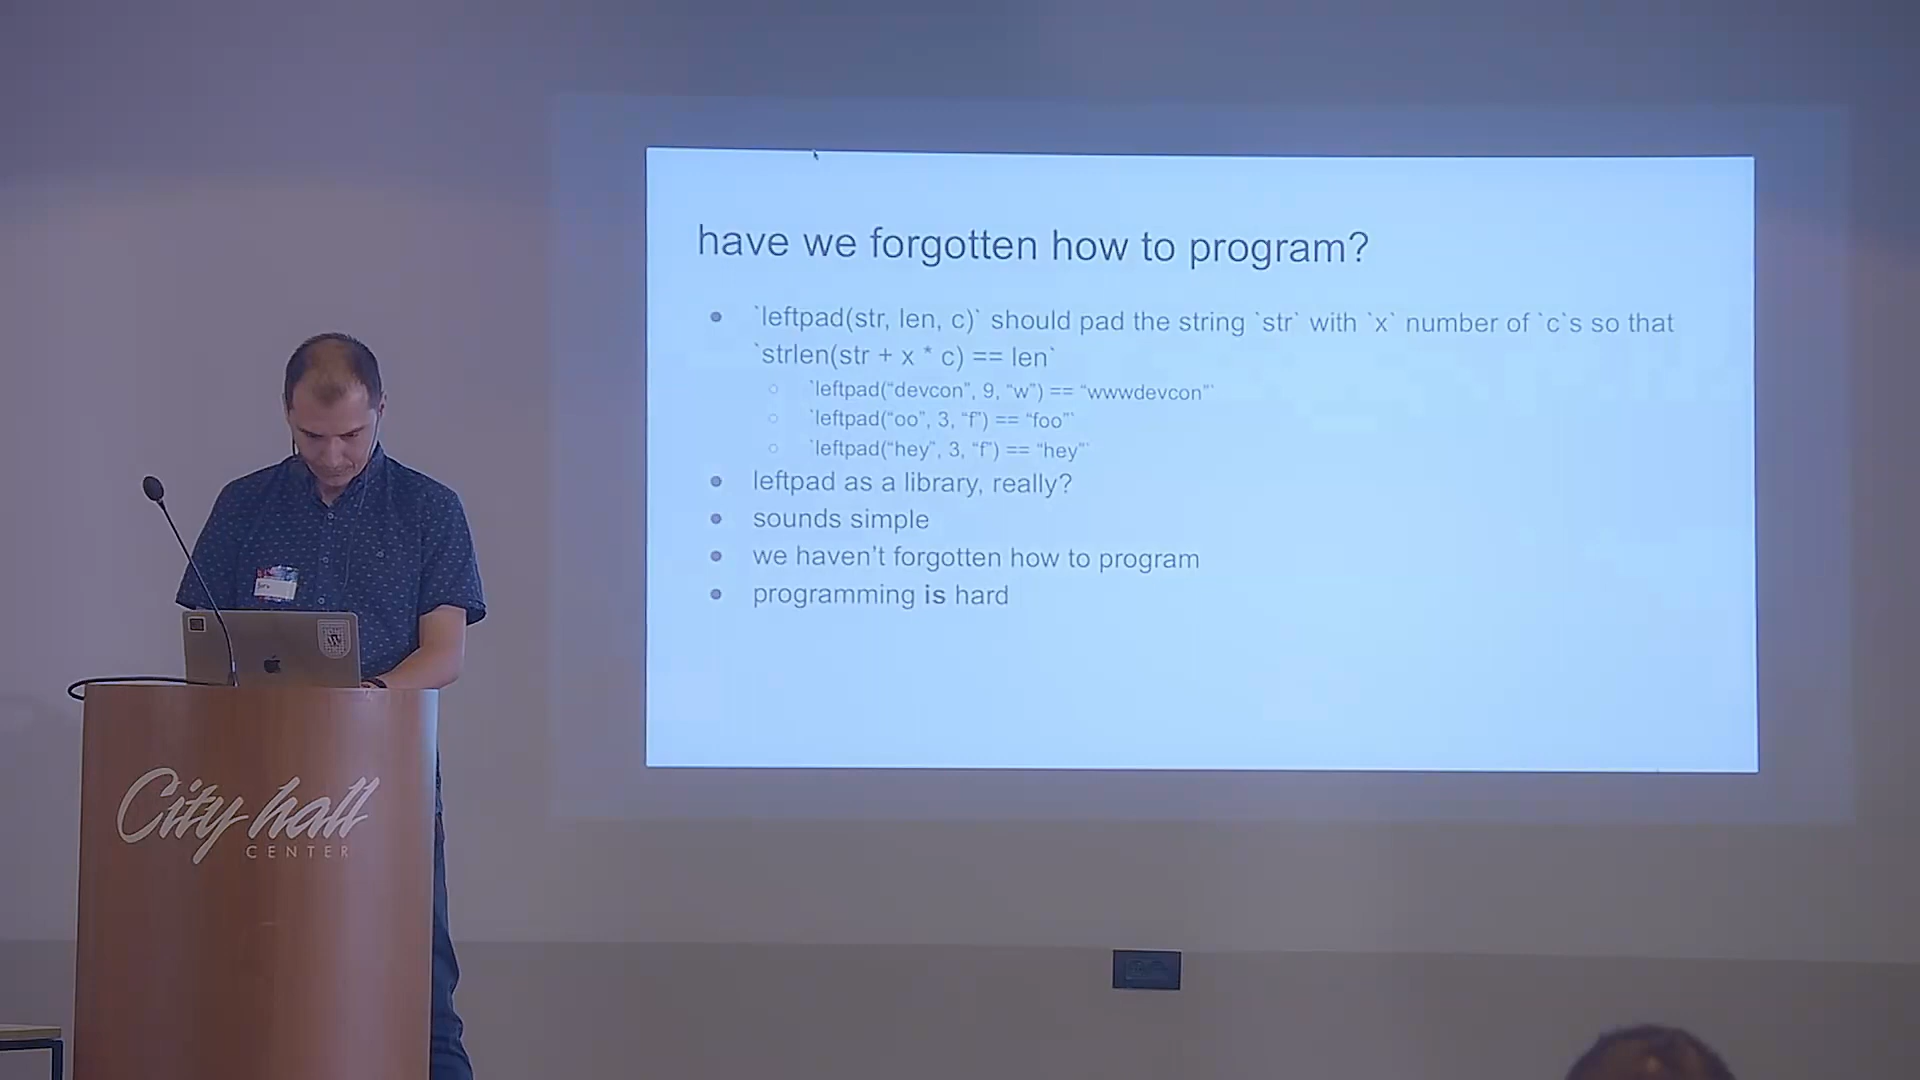 have we forgotten how to program?
`leftpad(str, len, c)` should pad the string `str` with `x` number of `c`s so that
`strlen(str + x * c) == len`
`leftpad(“devcon”, 9, “w”) == “wwwdevcon”`
`leftpad(“oo”, 3, “f”) == “foo”`
`leftpad(“hey”, 3, “f”) == “hey”`
leftpad as a library, really?
sounds simple
we haven’t forgotten how to program
programming is hard
City hall
CENTER